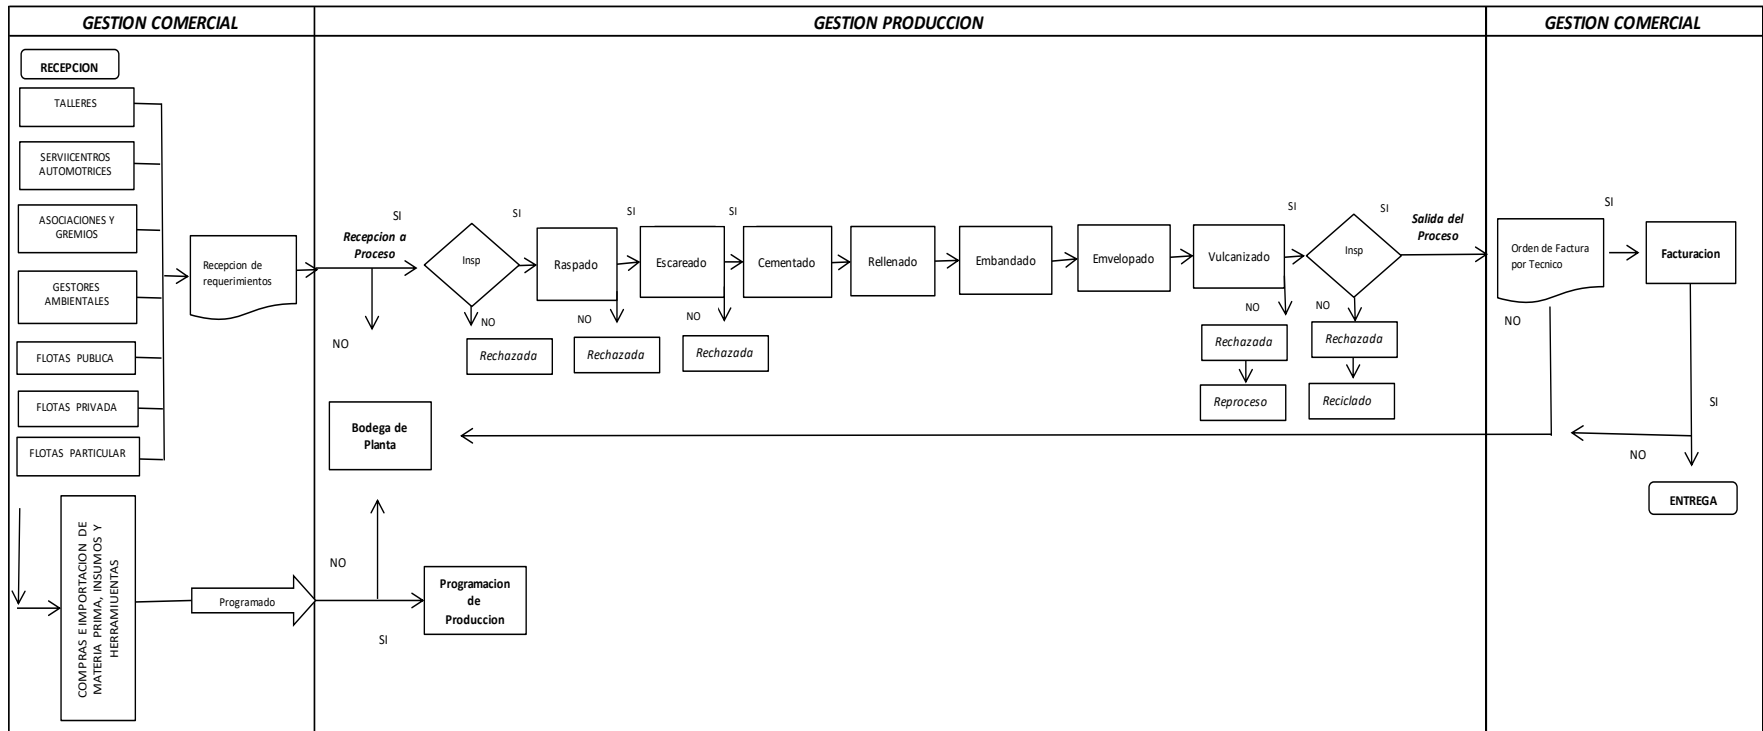 GESTION COMERCIAL
GESTION PRODUCCION
GESTION COMERCIAL
RECEPCION
TALLERES
SERVIICENTROS
AUTOMOTRICES
ASOCIACIONES Y
GREMIOS
GESTORES
AMBIENTALES
FLOTAS PUBLICA
FLOTAS PRIVADA
FLOTAS PARTICULAR
COMPRAS E IMPORTACION DE
MATERIA PRIMA, INSUMOS Y
HERRAMIUENTAS
Recepcion de
requerimientos
Programado
SI
Recepcion a
Proceso
NO
Insp
SI
NO
Rechazada
Raspado
SI
NO
Rechazada
Escareado
SI
NO
Rechazada
Cementado
Rellenado
Embandado
Emvelopado
Vulcanizado
SI
NO
Rechazada
Reproceso
Insp
SI
NO
Rechazada
Reciclado
Salida del
Proceso
Bodega de
Planta
NO
SI
Programacion
de
Produccion
Orden de Factura
por Tecnico
SI
NO
Facturacion
SI
NO
ENTREGA